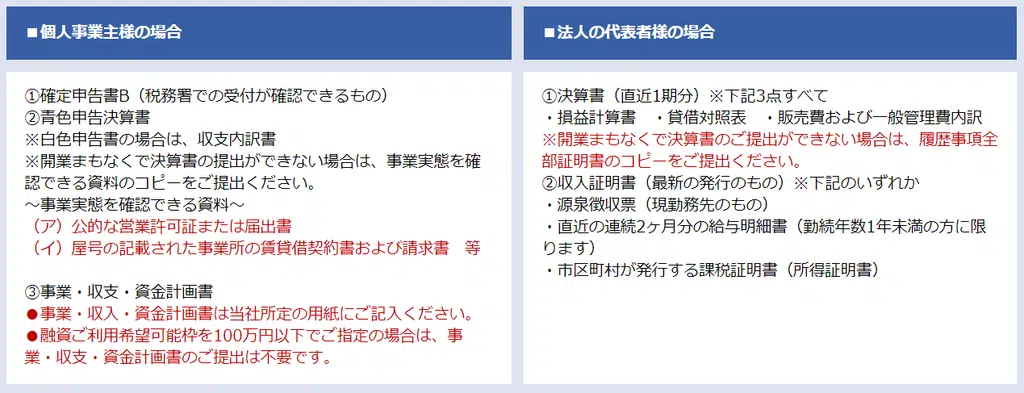 ■個人事業主様の場合
①確定申告書B（税務署での受付が確認できるもの）
②青色申告決算書
※白色申告書の場合は、収支内訳書
※開業まもなくで決算書の提出ができない場合は、事業実態を確
認できる資料のコピーをご提出ください。
～事業実態を確認できる資料～
（ア）公的な営業許可証または届出書
（イ）屋号の記載された事業所の賃貸借契約書および請求書　等
③事業・収支・資金計画書
●事業・収入・資金計画書は当社所定の用紙にご記入ください。
●融資ご利用希望可能枠を100万円以下でご指定の場合は、事
業・収支・資金計画書のご提出は不要です。
■法人の代表者様の場合
①決算書（直近1期分）※下記3点すべて
・損益計算書　・貸借対照表　・販売費および一般管理費内訳
※開業まもなくで決算書のご提出ができない場合は、履歴事項全
部証明書のコピーをご提出ください。
②収入証明書（最新の発行のもの）※下記のいずれか
・源泉徴収票（現勤務先のもの）
・直近の連続2ヶ月分の給与明細書（勤続年数1年未満の方に限
ります）
・市区町村が発行する課税証明書（所得証明書）